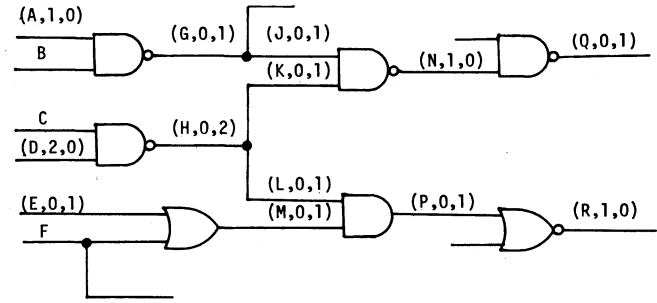 (A,1,0)
(G,0,1) (J,0,1) (Q,0,1)
B
(K,0,1) (N,1,0)
C
(H,0,2)
(D,2,0)
(L,0,1)
(E,0,1) (M,0,1) (P,0,1) (R,1,0)
F